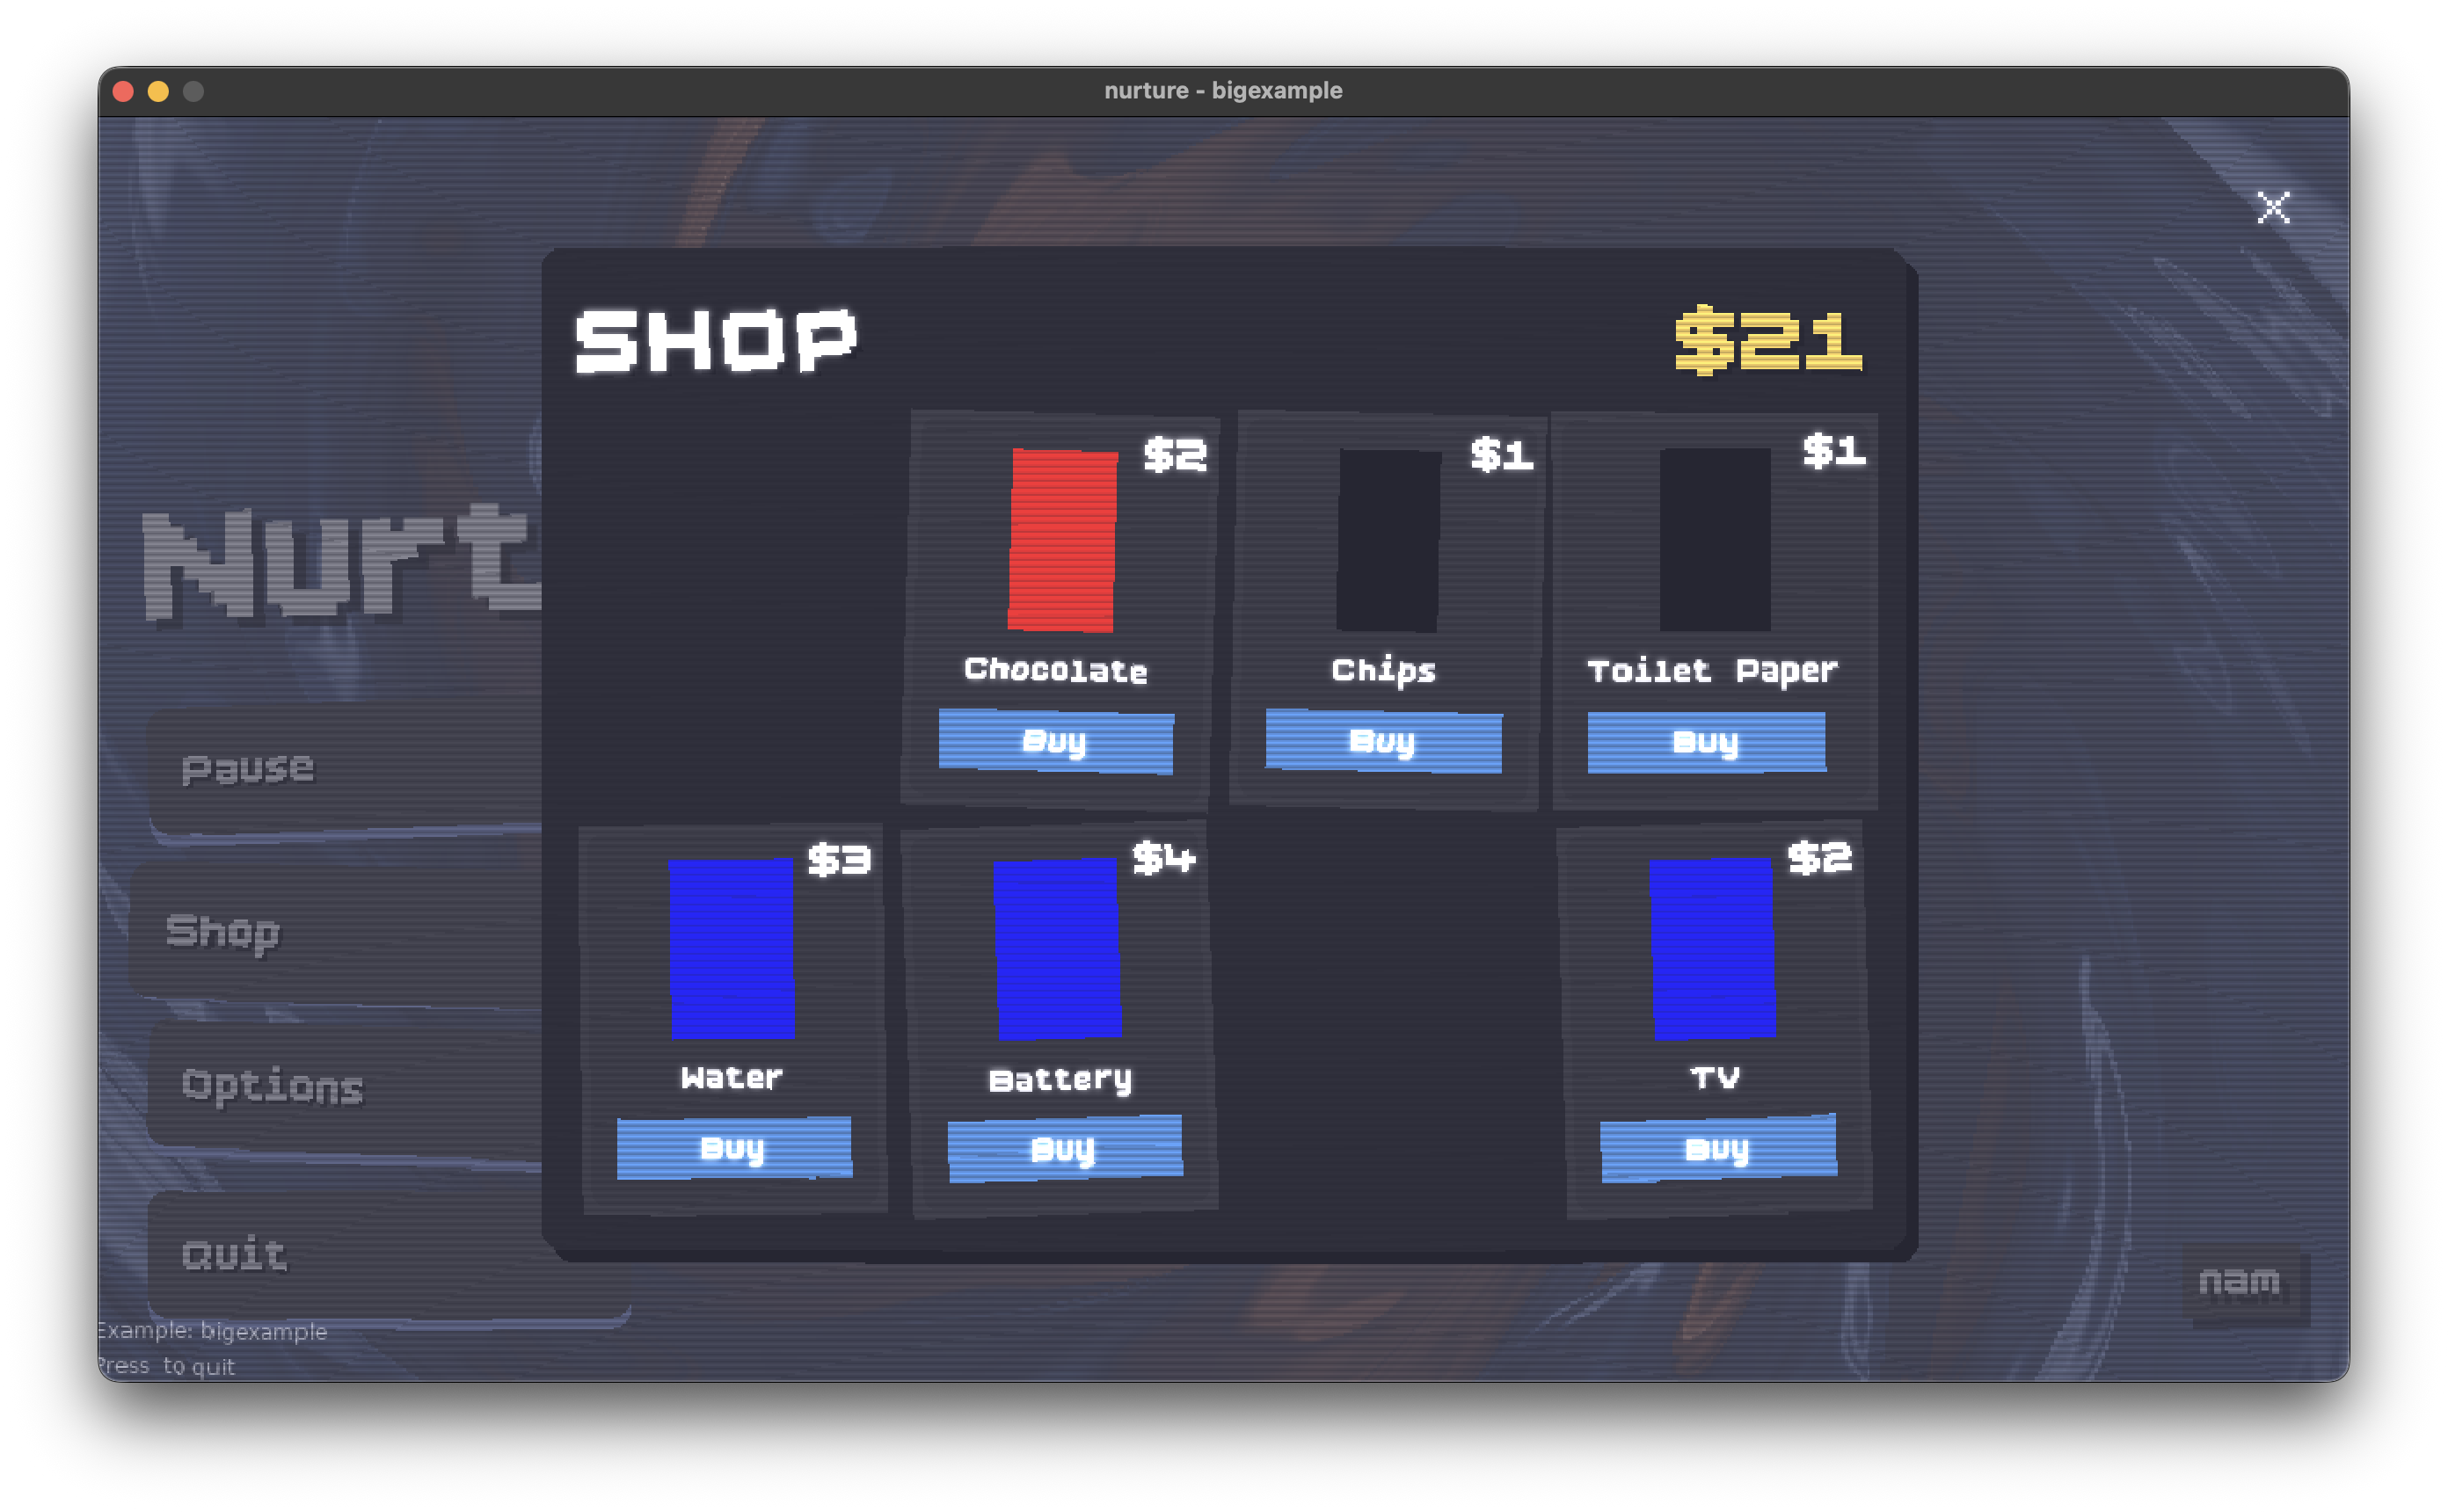 nurture - bigexample
SHOP
$21
$2
$1
$1
Nurt
Chocolate
Chips
Toilet Paper
Buy
Buy
Buy
Pause
$3
$4
$2
Shop
Water
Battery
TV
Options
Buy
Buy
Buy
Quit
nam
Example: bigexample
Press to quit